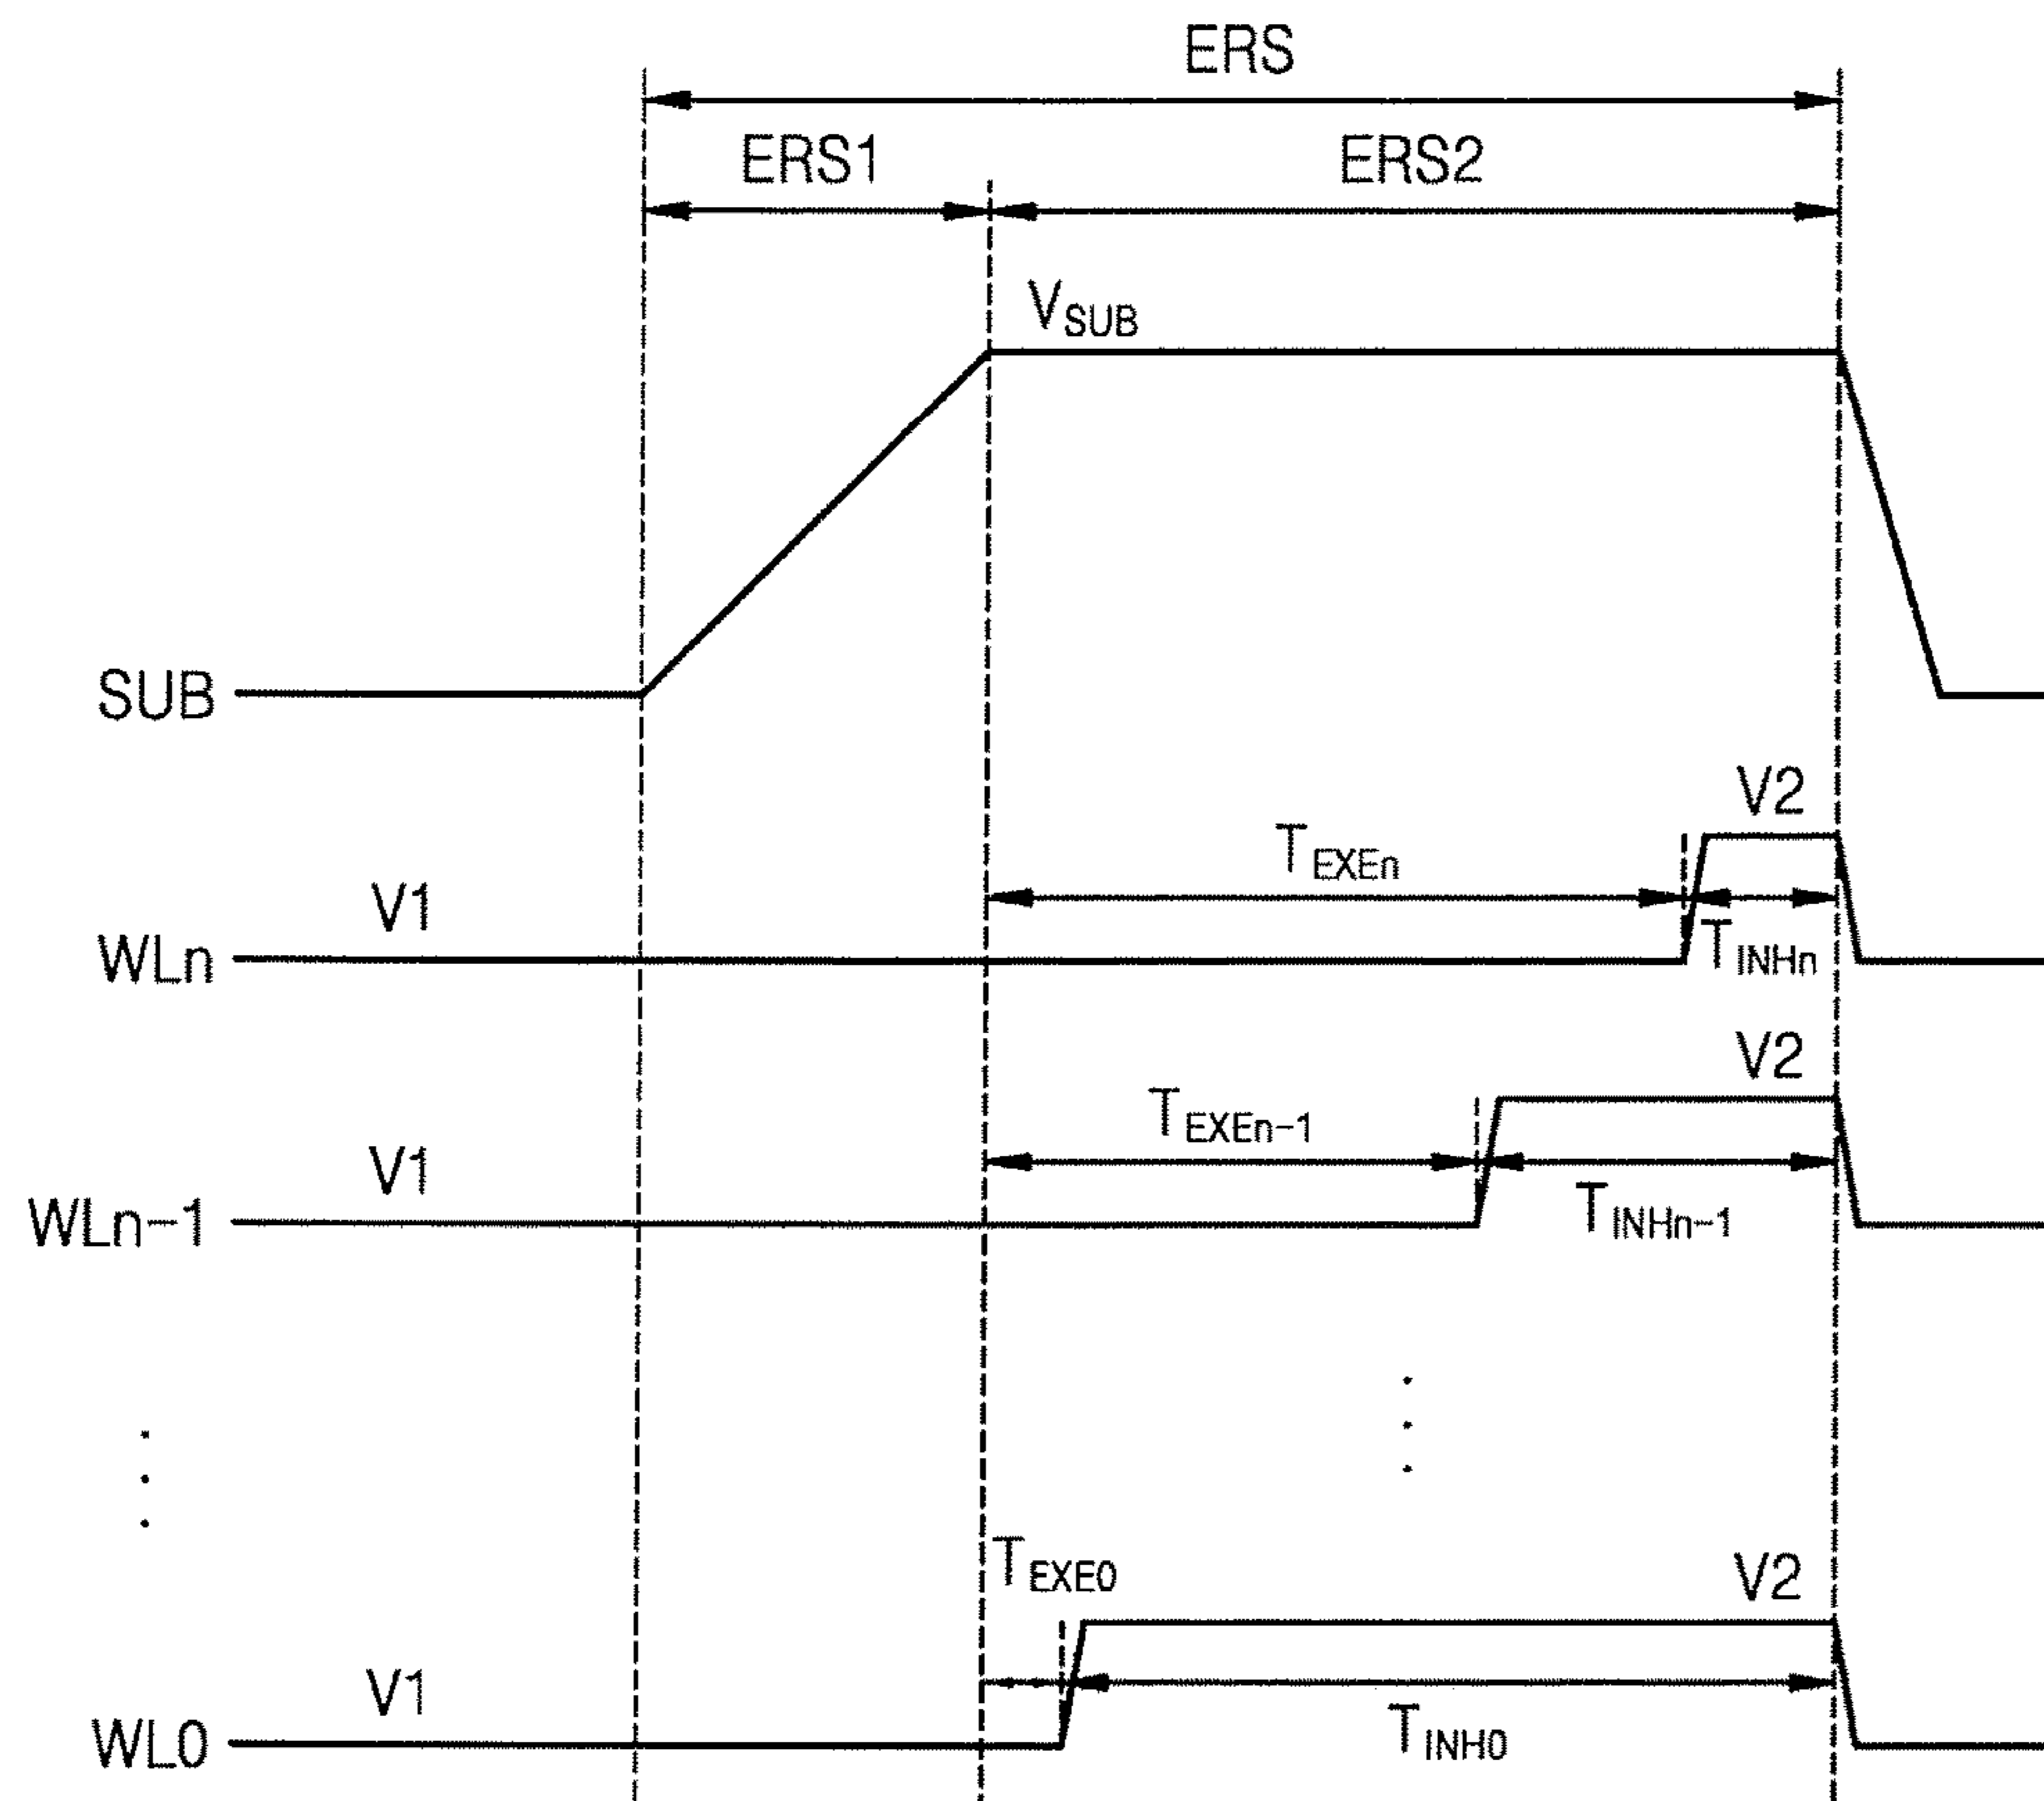 ERS
ERS1 ERS2
VSUB
SUB
V2
TEXEn
V1
WLn
TINHn
V2
TEXEn-1
V1
WLn-1
TINHn-1
TEXE0
V2
V1
WL0
TINH0